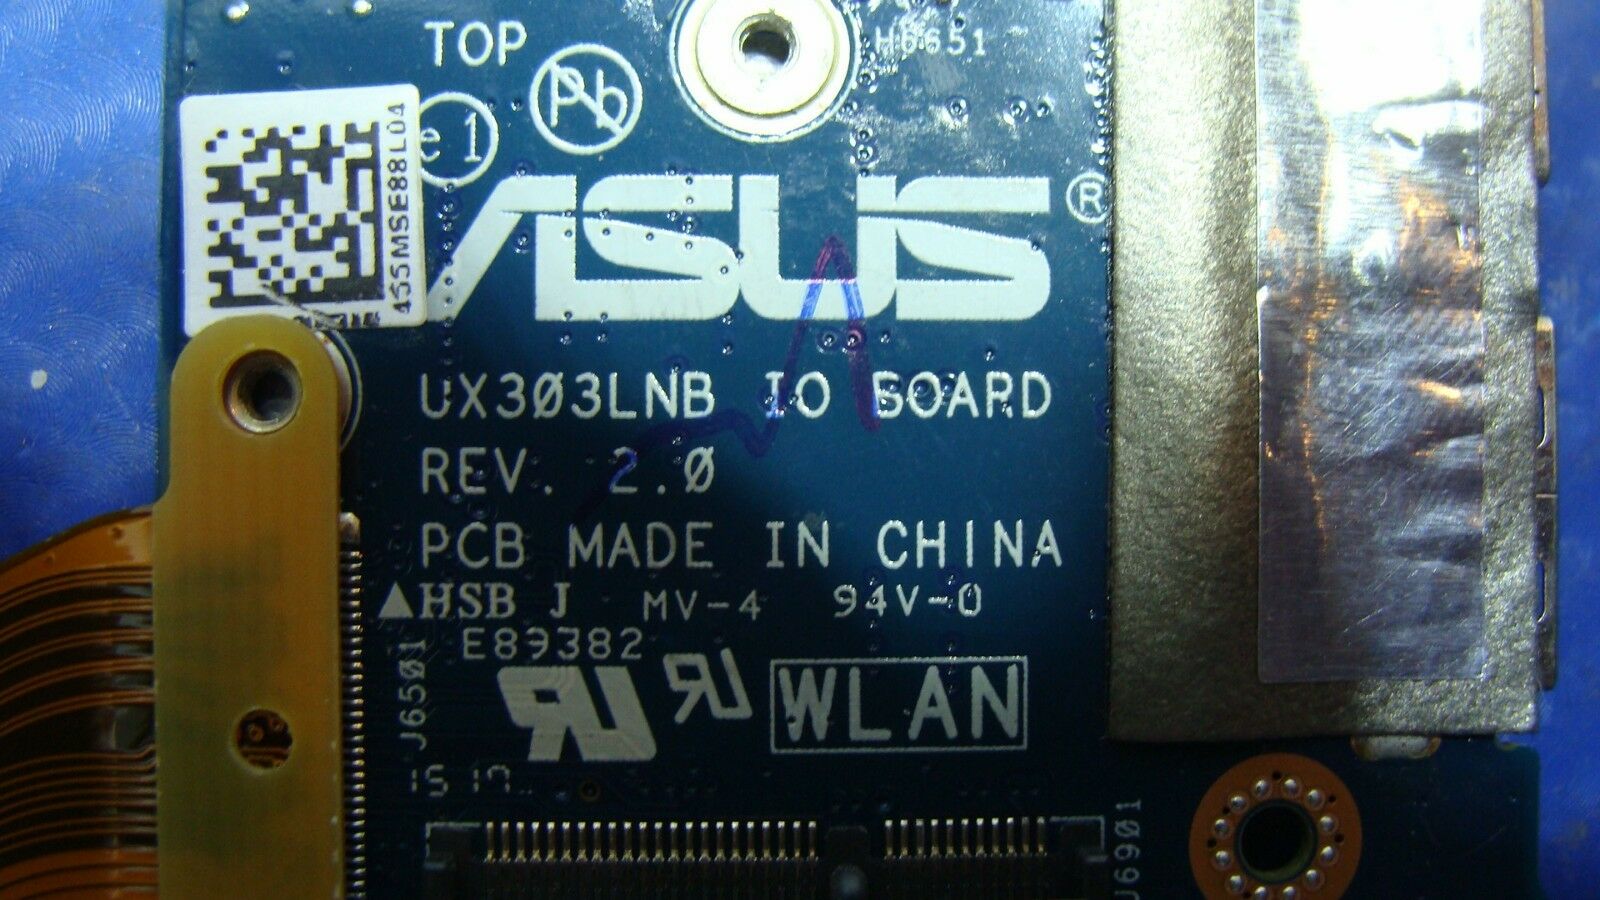 TOP
H6651
Pb
e1
455MSE88L04
ASUS®
UX303LNB IO BOARD
REV. 2.0
PCB MADE IN CHINA
▲HSB J MV-4 94V-0
E89382
J6501
UR
WLAN
J6901